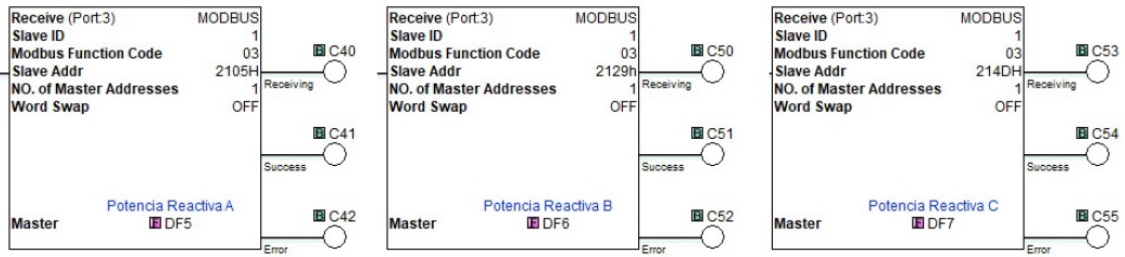 Receive (Port:3) MODBUS
Slave ID 1
Modbus Function Code 03
Slave Addr 2105H
NO. of Master Addresses 1
Word Swap OFF
Potencia Reactiva A
Master F DF5
B C40
Receiving
B C41
Success
B C42
Error
Receive (Port:3) MODBUS
Slave ID 1
Modbus Function Code 03
Slave Addr 2129h
NO. of Master Addresses 1
Word Swap OFF
Potencia Reactiva B
Master F DF6
B C50
Receiving
B C51
Success
B C52
Error
Receive (Port:3) MODBUS
Slave ID 1
Modbus Function Code 03
Slave Addr 214DH
NO. of Master Addresses 1
Word Swap OFF
Potencia Reactiva C
Master F DF7
B C53
Receiving
B C54
Success
B C55
Error